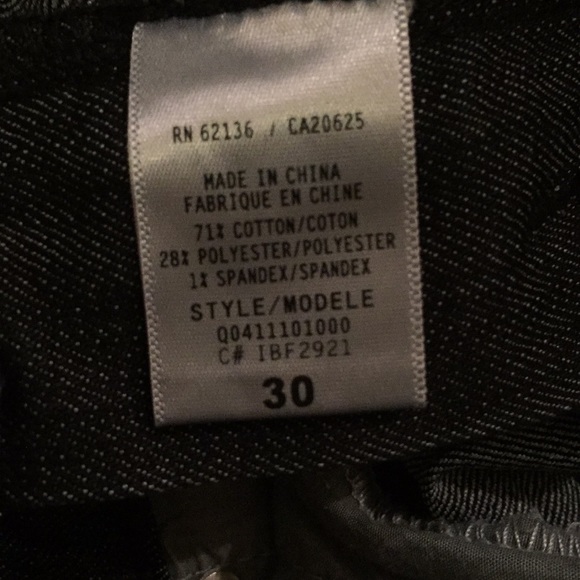 RN 62136 / CA20625
MADE IN CHINA
FABRIQUE EN CHINE
71% COTTON/COTON
28% POLYESTER/POLYESTER
1% SPANDEX/SPANDEX
STYLE/MODELE
Q0411101000
C# IBF2921
30